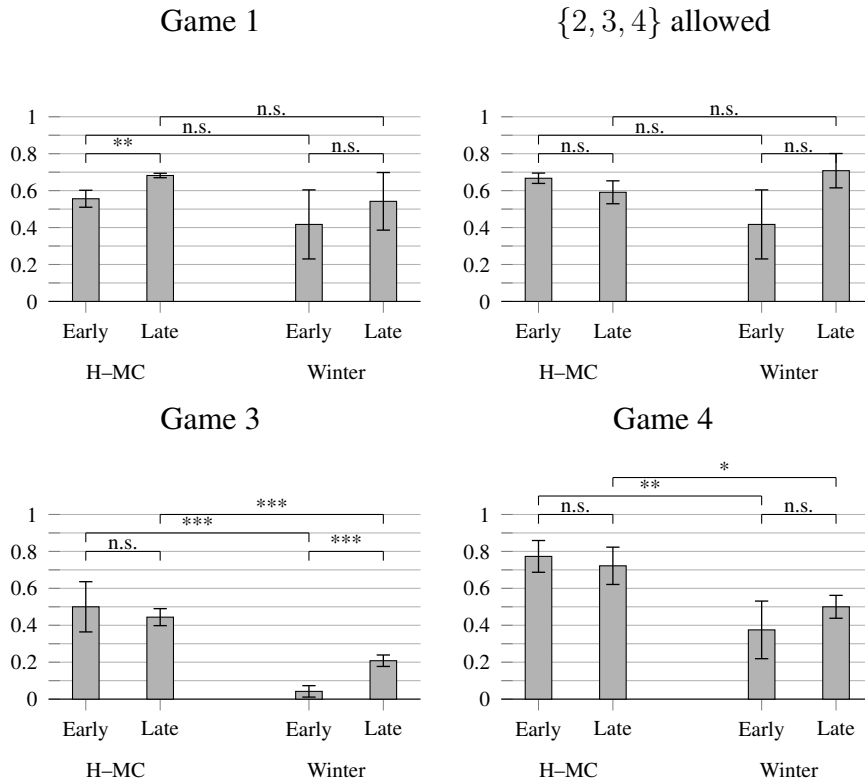 Game 1
{2, 3, 4} allowed
n.s.
n.s.
**
n.s.
1
0.8
0.6
0.4
0.2
0
Early Late Early Late
H–MC Winter
n.s.
n.s.
n.s.
n.s.
1
0.8
0.6
0.4
0.2
0
Early Late Early Late
H–MC Winter
Game 3
Game 4
***
***
n.s.
***
1
0.8
0.6
0.4
0.2
0
Early Late Early Late
H–MC Winter
*
**
n.s.
n.s.
1
0.8
0.6
0.4
0.2
0
Early Late Early Late
H–MC Winter